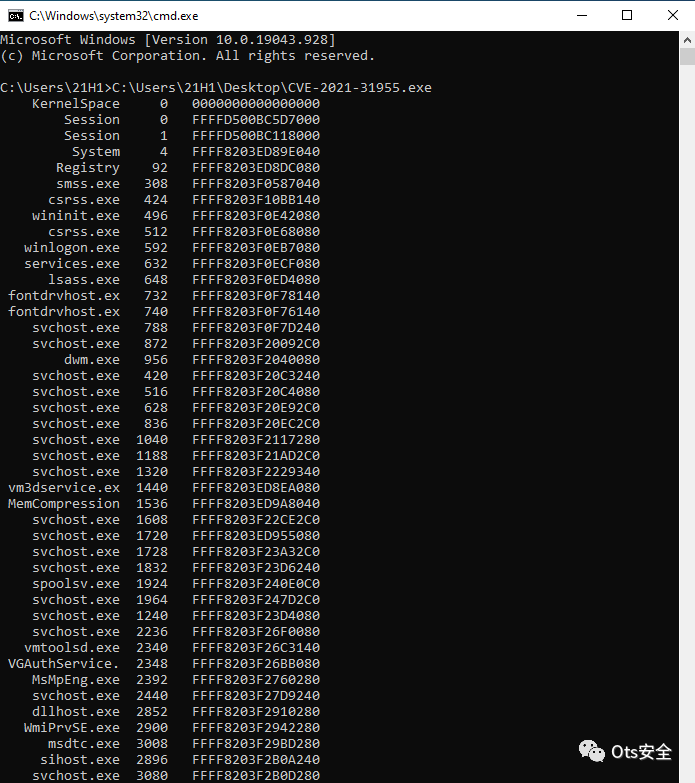 C:\Windows\system32\cmd.exe
Microsoft Windows [Version 10.0.19043.928]
(c) Microsoft Corporation. All rights reserved.
C:\Users\21H1>C:\Users\21H1\Desktop\CVE-2021-31955.exe
KernelSpace 0 0000000000000000
Session 0 FFFFD500BC5D7000
Session 1 FFFFD500BC118000
System 4 FFFF8203ED89E040
Registry 92 FFFF8203ED8DC080
smss.exe 308 FFFF8203F0587040
csrss.exe 424 FFFF8203F10BB140
wininit.exe 496 FFFF8203F0E42080
csrss.exe 512 FFFF8203F0E68080
winlogon.exe 592 FFFF8203F0EB7080
services.exe 632 FFFF8203F0ECF080
lsass.exe 648 FFFF8203F0ED4080
fontdrvhost.ex 732 FFFF8203F0F78140
fontdrvhost.ex 740 FFFF8203F0F76140
svchost.exe 788 FFFF8203F0F7D240
svchost.exe 872 FFFF8203F20092C0
dwm.exe 956 FFFF8203F2040080
svchost.exe 420 FFFF8203F20C3240
svchost.exe 516 FFFF8203F20C4080
svchost.exe 628 FFFF8203F20E92C0
svchost.exe 836 FFFF8203F20EC2C0
svchost.exe 1040 FFFF8203F2117280
svchost.exe 1188 FFFF8203F21AD2C0
svchost.exe 1320 FFFF8203F2229340
vm3dservice.ex 1440 FFFF8203ED8EA080
MemCompression 1536 FFFF8203ED9A8040
svchost.exe 1608 FFFF8203F22CE2C0
svchost.exe 1720 FFFF8203ED955080
svchost.exe 1728 FFFF8203F23A32C0
svchost.exe 1832 FFFF8203F23D6240
spoolsv.exe 1924 FFFF8203F240E0C0
svchost.exe 1964 FFFF8203F247D2C0
svchost.exe 1240 FFFF8203F23D4080
svchost.exe 2236 FFFF8203F26F0080
vmtoolsd.exe 2340 FFFF8203F26C3140
VGAuthService. 2348 FFFF8203F26BB080
MsMpEng.exe 2392 FFFF8203F2760280
svchost.exe 2440 FFFF8203F27D9240
dllhost.exe 2852 FFFF8203F2910280
WmiPrvSE.exe 2900 FFFF8203F2942280
msdtc.exe 3008 FFFF8203F29BD280
sihost.exe 2896 FFFF8203F2B0A240
svchost.exe 3080 FFFF8203F2B0D280
Ots安全